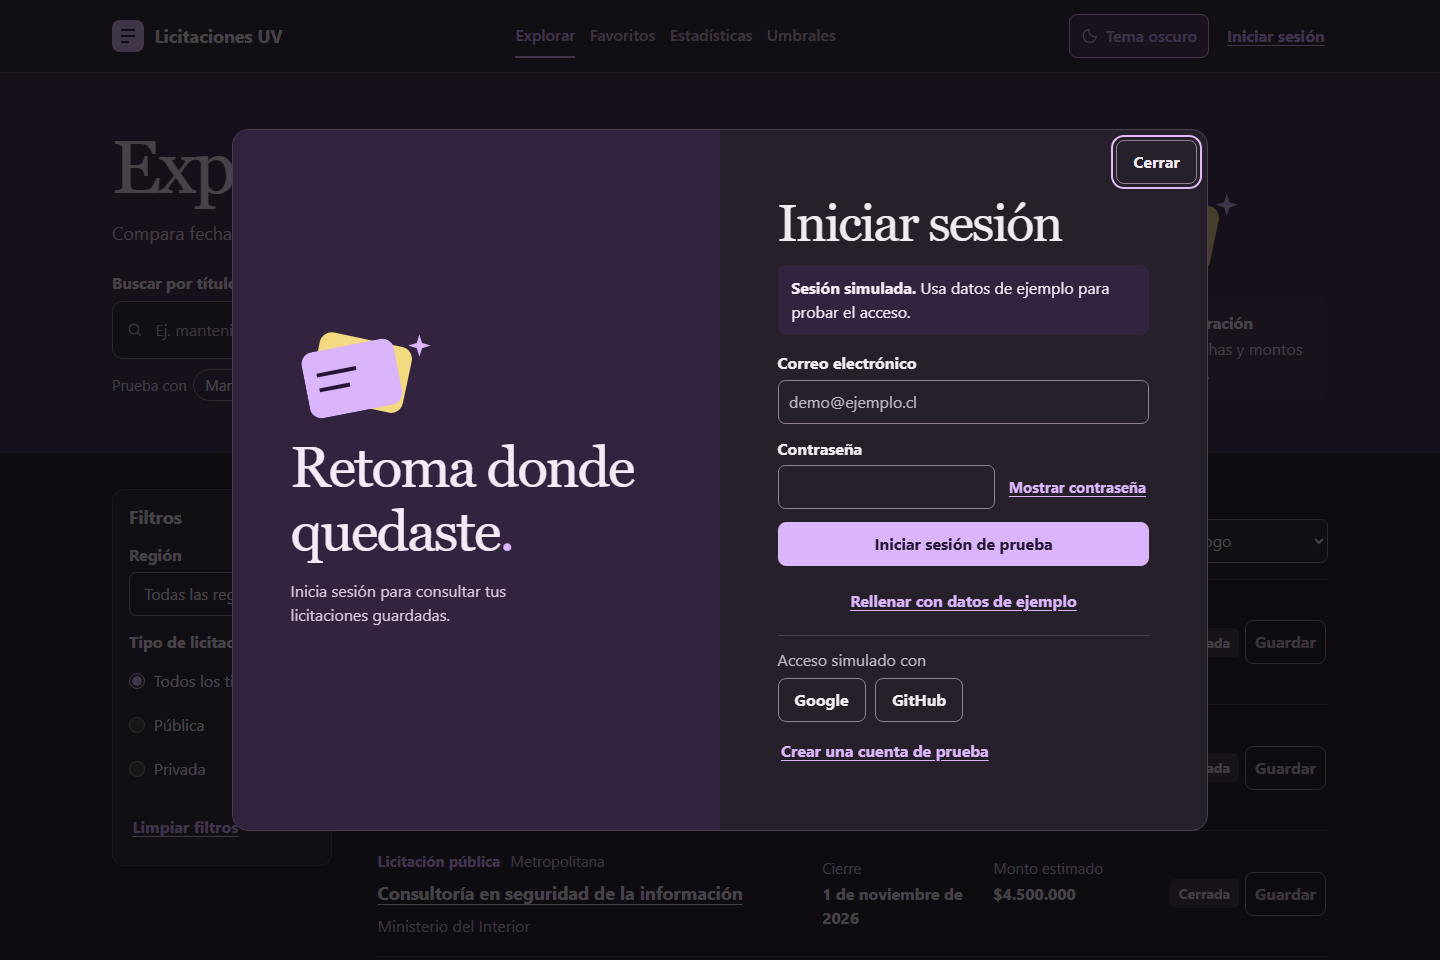 Licitaciones UV
Explorar Favoritos Estadísticas Umbrales
Tema oscuro
Iniciar sesión
Exp
Compara fecha
Buscar por título
Ej. manteni
Prueba con
Mar
ración
has y montos
Cerrar
Retoma donde
quedaste.
Inicia sesión para consultar tus
licitaciones guardadas.
Iniciar sesión
Sesión simulada. Usa datos de ejemplo para
probar el acceso.
Correo electrónico
demo@ejemplo.cl
Contraseña
Mostrar contraseña
Iniciar sesión de prueba
Rellenar con datos de ejemplo
Acceso simulado con
Google
GitHub
Crear una cuenta de prueba
Filtros
Región
Todas las reg
Tipo de licitac
Todos los ti
Pública
Privada
Limpiar filtros
ogo
ada
Guardar
ada
Guardar
Licitación pública Metropolitana
Consultoría en seguridad de la información
Ministerio del Interior
Cierre
1 de noviembre de
2026
Monto estimado
$4.500.000
Cerrada
Guardar